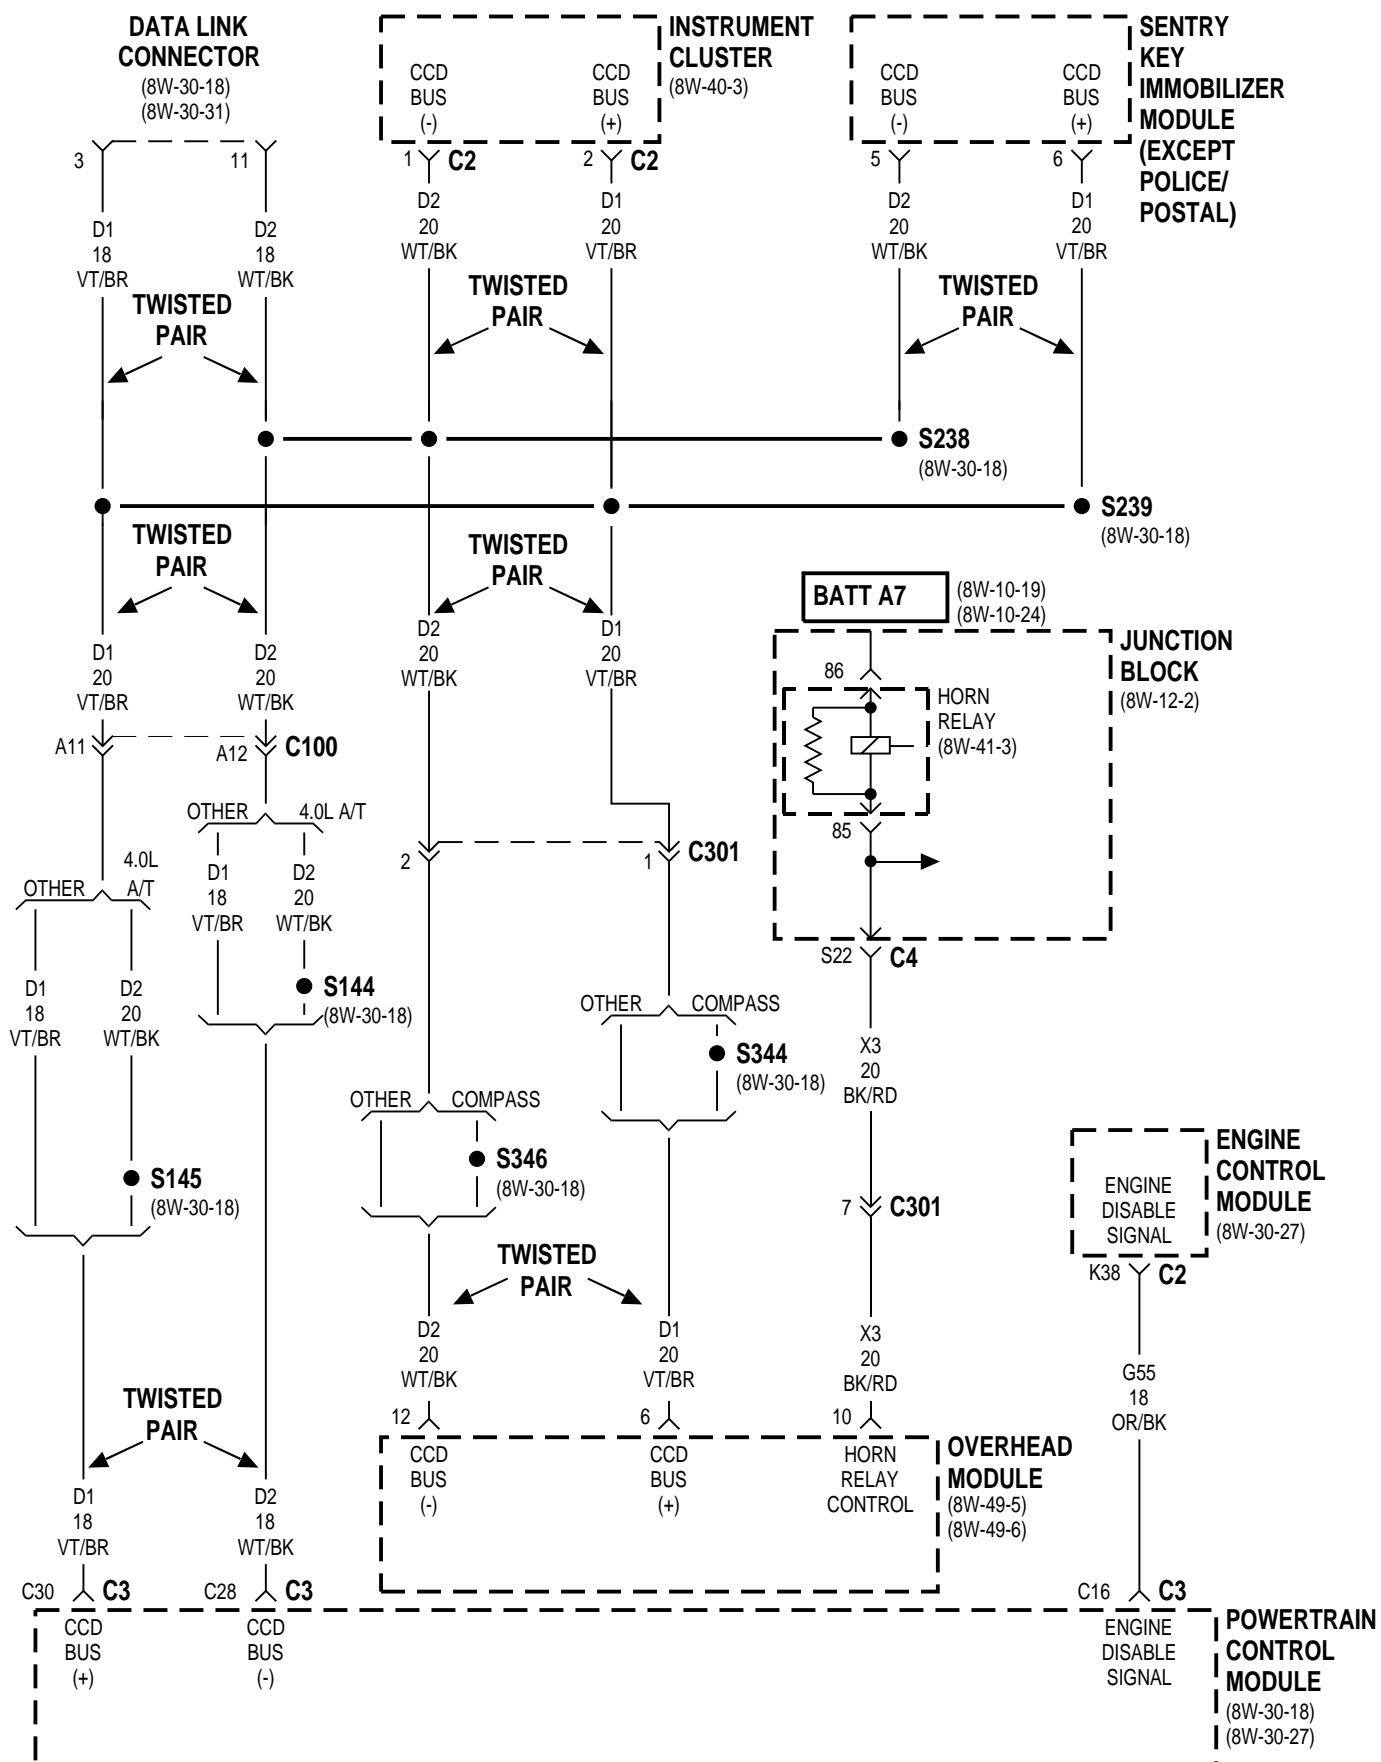 DATA LINK
CONNECTOR
(8W-30-18)
(8W-30-31)
3
11
D1
18
VT/BR
D2
18
WT/BK
TWISTED
PAIR
CCD
BUS
(-)
CCD
BUS
(+)
INSTRUMENT
CLUSTER
(8W-40-3)
1
C2
2
C2
D2
20
WT/BK
D1
20
VT/BR
TWISTED
PAIR
CCD
BUS
(-)
CCD
BUS
(+)
SENTRY
KEY
IMMOBILIZER
MODULE
(EXCEPT
POLICE/
POSTAL)
5
6
D2
20
WT/BK
D1
20
VT/BR
TWISTED
PAIR
S238
(8W-30-18)
S239
(8W-30-18)
TWISTED
PAIR
TWISTED
PAIR
D1
20
VT/BR
D2
20
WT/BK
D2
20
WT/BK
D1
20
VT/BR
A11
A12
C100
BATT A7
(8W-10-19)
(8W-10-24)
JUNCTION
BLOCK
(8W-12-2)
86
HORN
RELAY
(8W-41-3)
85
S22
C4
OTHER
4.0L A/T
D1
18
VT/BR
D2
20
WT/BK
S144
(8W-30-18)
4.0L
OTHER
A/T
D1
18
VT/BR
D2
20
WT/BK
S145
(8W-30-18)
2
1
C301
OTHER
COMPASS
S344
(8W-30-18)
OTHER
COMPASS
S346
(8W-30-18)
X3
20
BK/RD
7
C301
X3
20
BK/RD
TWISTED
PAIR
D2
20
WT/BK
D1
20
VT/BR
12
6
10
CCD
BUS
(-)
CCD
BUS
(+)
HORN
RELAY
CONTROL
OVERHEAD
MODULE
(8W-49-5)
(8W-49-6)
ENGINE
DISABLE
SIGNAL
ENGINE
CONTROL
MODULE
(8W-30-27)
K38
C2
G55
18
OR/BK
TWISTED
PAIR
D1
18
VT/BR
D2
18
WT/BK
C30
C3
C28
C3
C16
C3
CCD
BUS
(+)
CCD
BUS
(-)
ENGINE
DISABLE
SIGNAL
POWERTRAIN
CONTROL
MODULE
(8W-30-18)
(8W-30-27)